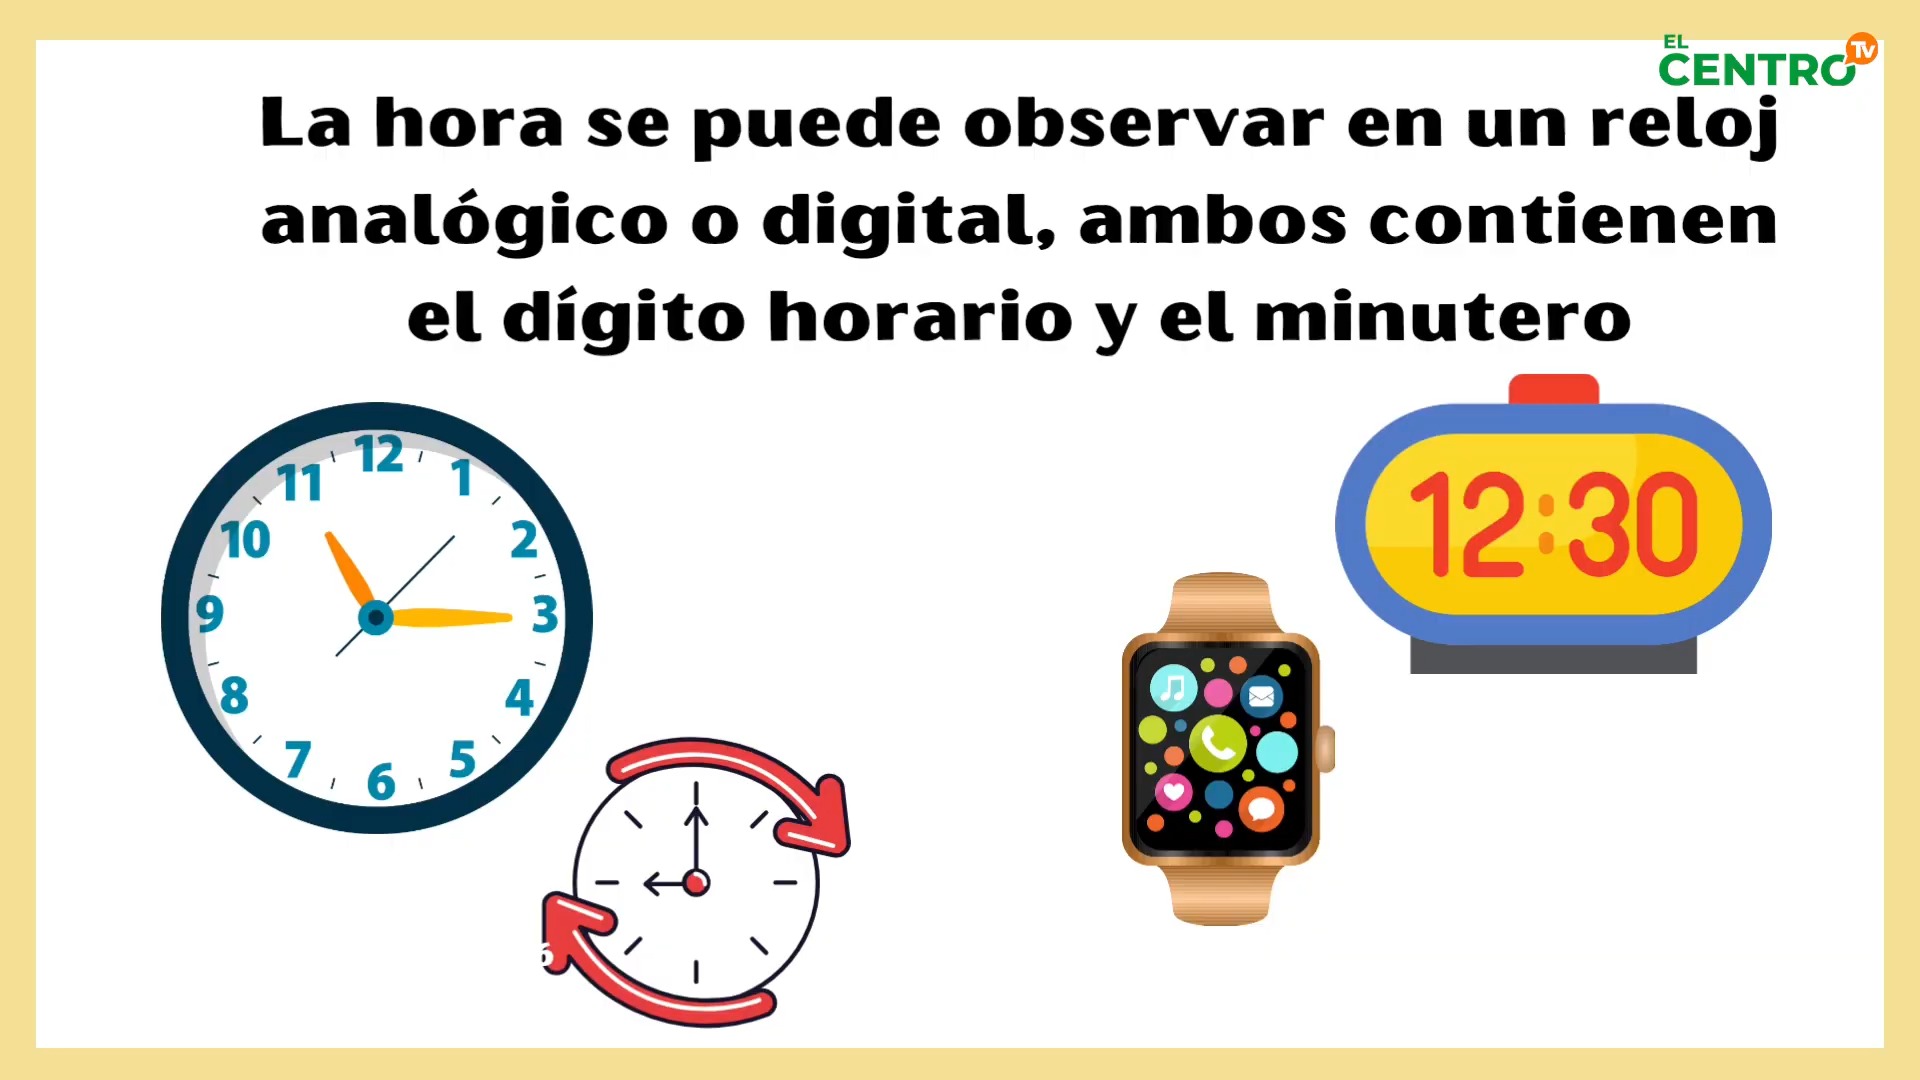 EL
CENTRO TV
La hora se puede observar en un reloj
analógico o digital, ambos contienen
el dígito horario y el minutero
12
11
1
10
2
9
3
8
4
7
5
6
12:30
6